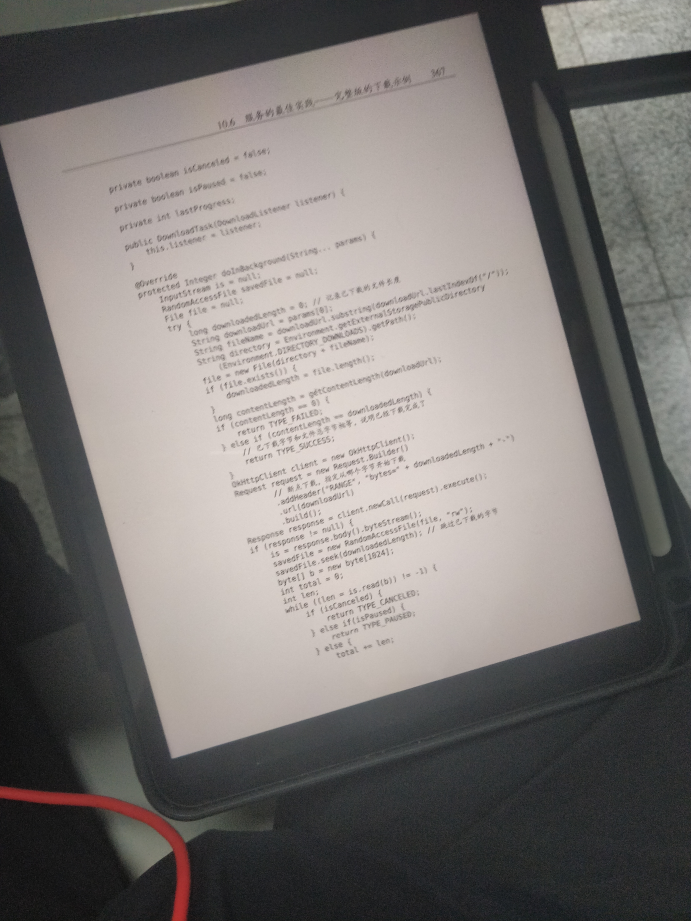 10.6 服务的最佳实践——完整版的下载示例 367
private boolean isCanceled = false;
private boolean isPaused = false;
private int lastProgress;
public DownloadTask(DownloadListener listener) {
this.listener = listener;
}
@Override
protected Integer doInBackground(String... params) {
InputStream is = null;
RandomAccessFile savedFile = null;
File file = null;
try {
long downloadedLength = 0; // 记录已下载的文件长度
String downloadUrl = params[0];
String fileName = downloadUrl.substring(downloadUrl.lastIndexOf("/"));
String directory = Environment.getExternalStoragePublicDirectory
(Environment.DIRECTORY_DOWNLOADS).getPath();
file = new File(directory + fileName);
if (file.exists()) {
downloadedLength = file.length();
}
long contentLength = getContentLength(downloadUrl);
if (contentLength == 0) {
return TYPE_FAILED;
} else if (contentLength == downloadedLength) {
// 已下载字节和文件总字节相等，说明已经下载完成了
return TYPE_SUCCESS;
}
OkHttpClient client = new OkHttpClient();
Request request = new Request.Builder()
// 断点下载，指定从哪个字节开始下载
.addHeader("RANGE", "bytes=" + downloadedLength + "-")
.url(downloadUrl)
.build();
Response response = client.newCall(request).execute();
if (response != null) {
is = response.body().byteStream();
savedFile = new RandomAccessFile(file, "rw");
savedFile.seek(downloadedLength); // 跳过已下载的字节
byte[] b = new byte[1024];
int total = 0;
int len;
while ((len = is.read(b)) != -1) {
if (isCanceled) {
return TYPE_CANCELED;
} else if(isPaused) {
return TYPE_PAUSED;
} else {
total += len;